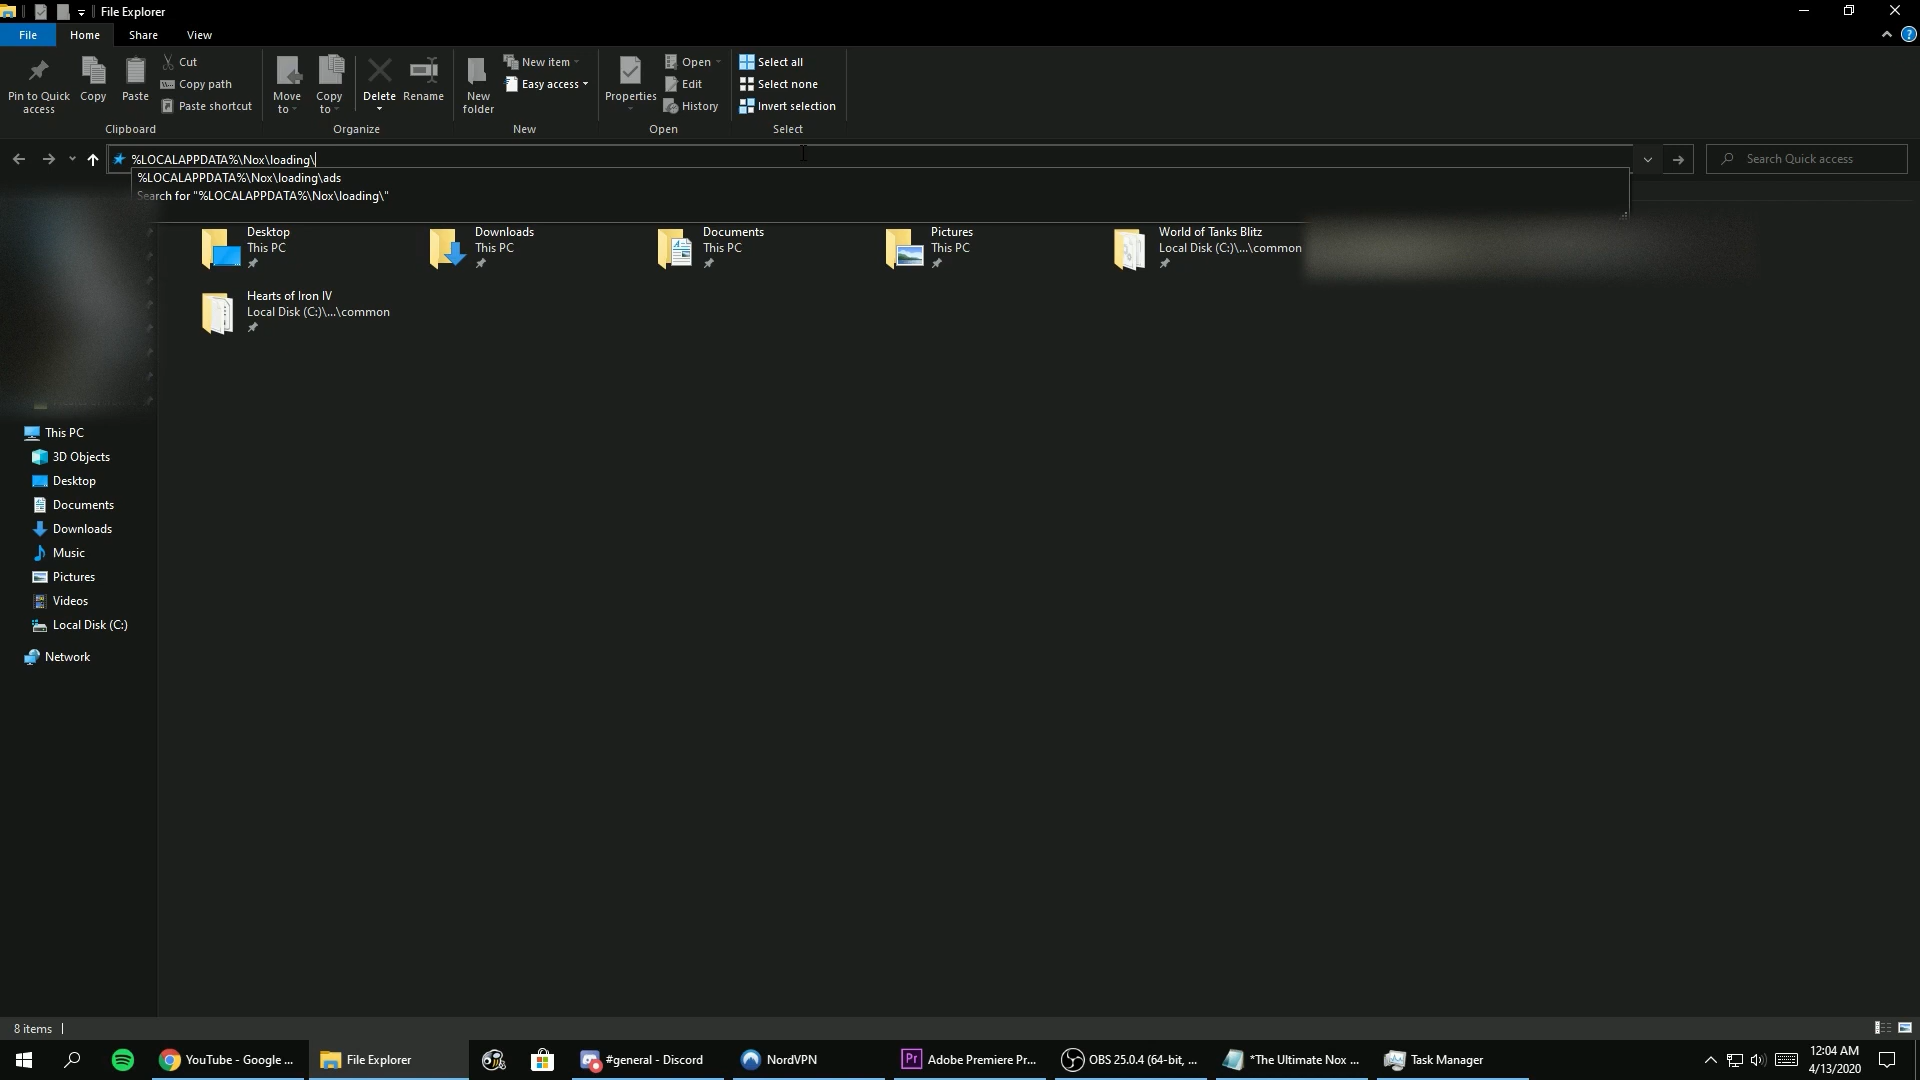 File Explorer
File
Home
Share
View
Pin to Quick
access
Copy
Paste
Cut
Copy path
Paste shortcut
Clipboard
Move
to
Copy
to
Delete
Rename
Organize
New
folder
New item
Easy access
New
Properties
Open
Edit
History
Open
Select all
Select none
Invert selection
Select
%LOCALAPPDATA%\Nox\loading\
Search Quick access
%LOCALAPPDATA%\Nox\loading\ads
Search for "%LOCALAPPDATA%\Nox\loading\"
Desktop
This PC
Downloads
This PC
Documents
This PC
Pictures
This PC
World of Tanks Blitz
Local Disk (C:)\...\common
Hearts of Iron IV
Local Disk (C:)\...\common
This PC
3D Objects
Desktop
Documents
Downloads
Music
Pictures
Videos
Local Disk (C:)
Network
8 items
YouTube - Google ...
File Explorer
#general - Discord
NordVPN
Pr
Adobe Premiere Pr...
OBS 25.0.4 (64-bit, ...
*The Ultimate Nox ...
Task Manager
12:04 AM
4/13/2020